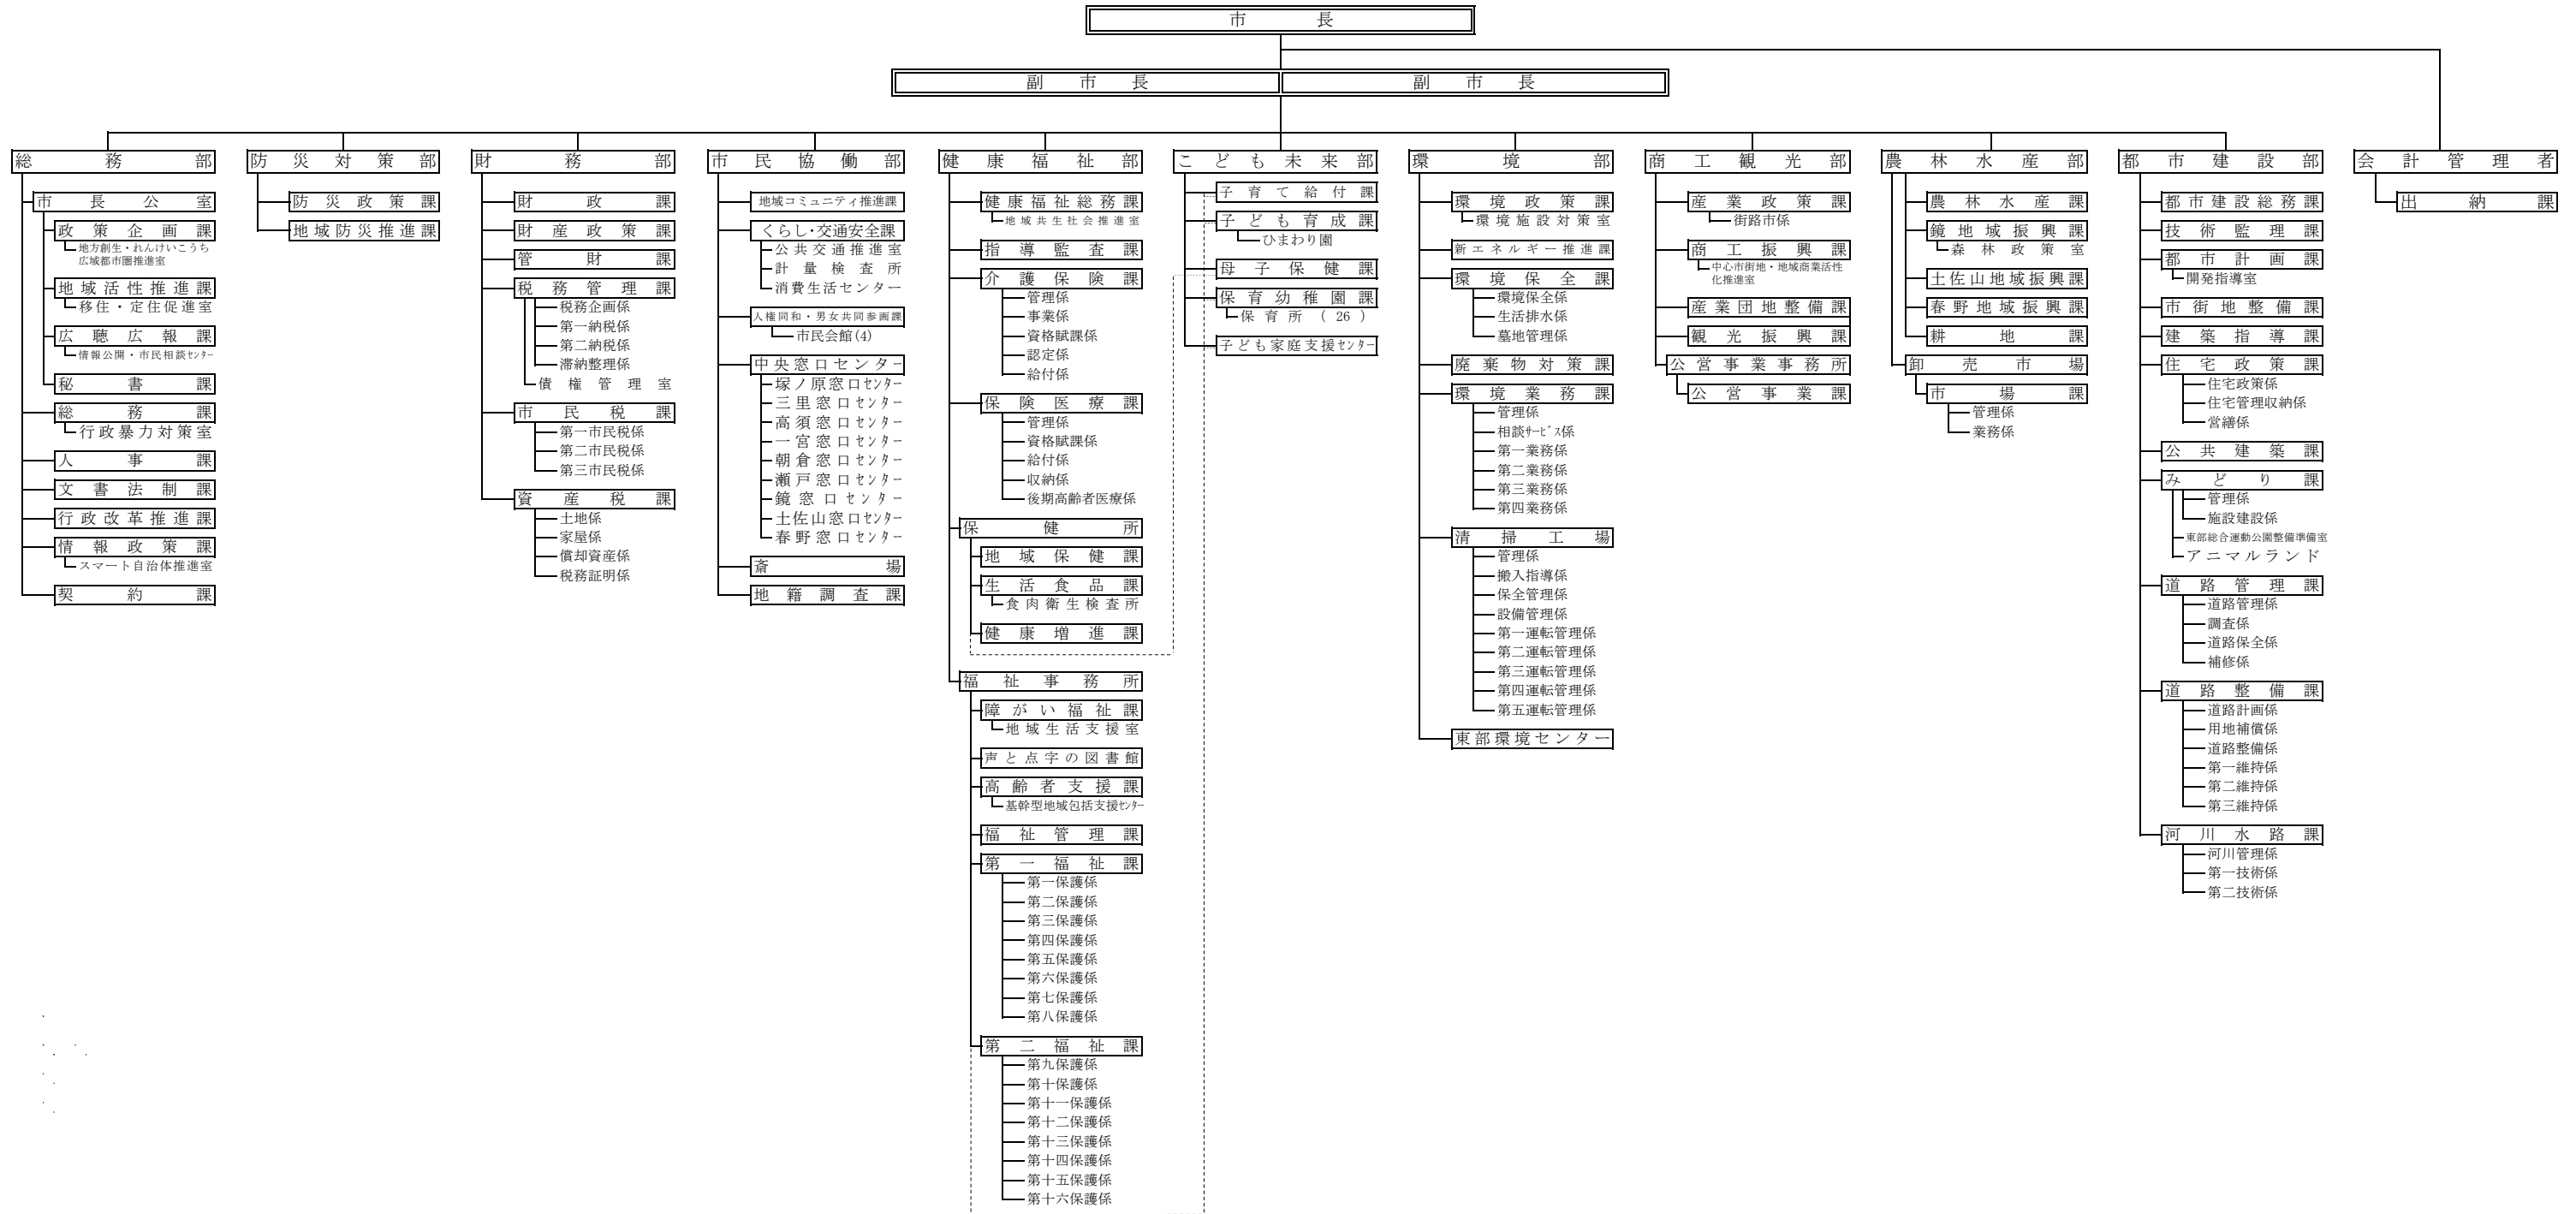 市長
副市長 副市長
総務部
市長公室
政策企画課
地方創生・れんけいこうち
広域都市圏推進室
地域活性推進課
移住・定住促進室
広聴広報課
情報公開・市民相談ｾﾝﾀｰ
秘書課
総務課
行政暴力対策室
人事課
文書法制課
行政改革推進課
情報政策課
スマート自治体推進室
契約課
防災対策部
防災政策課
地域防災推進課
財務部
財政課
財産政策課
管財課
税務管理課
税務企画係
第一納税係
第二納税係
滞納整理係
債権管理室
市民税課
第一市民税係
第二市民税係
第三市民税係
資産税課
土地係
家屋係
償却資産係
税務証明係
市民協働部
地域コミュニティ推進課
くらし・交通安全課
公共交通推進室
計量検査所
消費生活センター
人権同和・男女共同参画課
市民会館(4)
中央窓口センター
塚ノ原窓口ｾﾝﾀｰ
三里窓口ｾﾝﾀｰ
高須窓口ｾﾝﾀｰ
一宮窓口ｾﾝﾀｰ
朝倉窓口ｾﾝﾀｰ
瀬戸窓口ｾﾝﾀｰ
鏡窓口ｾﾝﾀｰ
土佐山窓口ｾﾝﾀｰ
春野窓口ｾﾝﾀｰ
斎場
地籍調査課
健康福祉部
健康福祉総務課
地域共生社会推進室
指導監査課
介護保険課
管理係
事業係
資格賦課係
認定係
給付係
保険医療課
管理係
資格賦課係
給付係
収納係
後期高齢者医療係
保健所
地域保健課
生活食品課
食肉衛生検査所
健康増進課
福祉事務所
障がい福祉課
地域生活支援室
声と点字の図書館
高齢者支援課
基幹型地域包括支援ｾﾝﾀｰ
福祉管理課
第一福祉課
第一保護係
第二保護係
第三保護係
第四保護係
第五保護係
第六保護係
第七保護係
第八保護係
第二福祉課
第九保護係
第十保護係
第十一保護係
第十二保護係
第十三保護係
第十四保護係
第十五保護係
第十六保護係
こども未来部
子育て給付課
子ども育成課
ひまわり園
母子保健課
保育幼稚園課
保育所(26)
子ども家庭支援ｾﾝﾀｰ
環境部
環境政策課
環境施設対策室
新エネルギー推進課
環境保全課
環境保全係
生活排水係
墓地管理係
廃棄物対策課
環境業務課
管理係
相談ｻｰﾋﾞｽ係
第一業務係
第二業務係
第三業務係
第四業務係
清掃工場
管理係
搬入指導係
保全管理係
設備管理係
第一運転管理係
第二運転管理係
第三運転管理係
第四運転管理係
第五運転管理係
東部環境センター
商工観光部
産業政策課
街路市係
商工振興課
中心市街地・地域商業活性
化推進室
産業団地整備課
観光振興課
公営事業事務所
公営事業課
農林水産部
農林水産課
鏡地域振興課
森林政策室
土佐山地域振興課
春野地域振興課
耕地課
卸売市場
市場課
管理係
業務係
都市建設部
都市建設総務課
技術監理課
都市計画課
開発指導室
市街地整備課
建築指導課
住宅政策課
住宅政策係
住宅管理収納係
営繕係
公共建築課
みどり課
管理係
施設建設係
東部総合運動公園整備準備室
アニマルランド
道路管理課
道路管理係
調査係
道路保全係
補修係
道路整備課
道路計画係
用地補償係
道路整備係
第一維持係
第二維持係
第三維持係
河川水路課
河川管理係
第一技術係
第二技術係
会計管理者
出納課